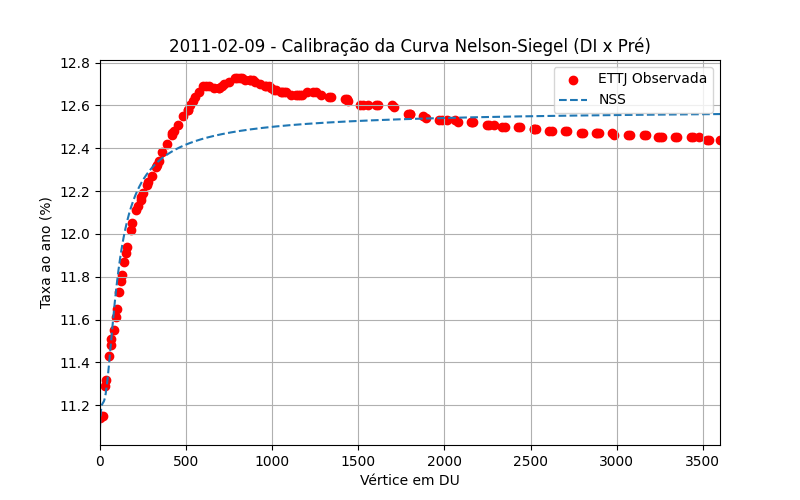 2011-02-09 - Calibração da Curva Nelson-Siegel (DI x Pré)
ETTJ Observada
NSS
Taxa ao ano (%)
12.8
12.6
12.4
12.2
12.0
11.8
11.6
11.4
11.2
0 500 1000 1500 2000 2500 3000 3500
Vértice em DU